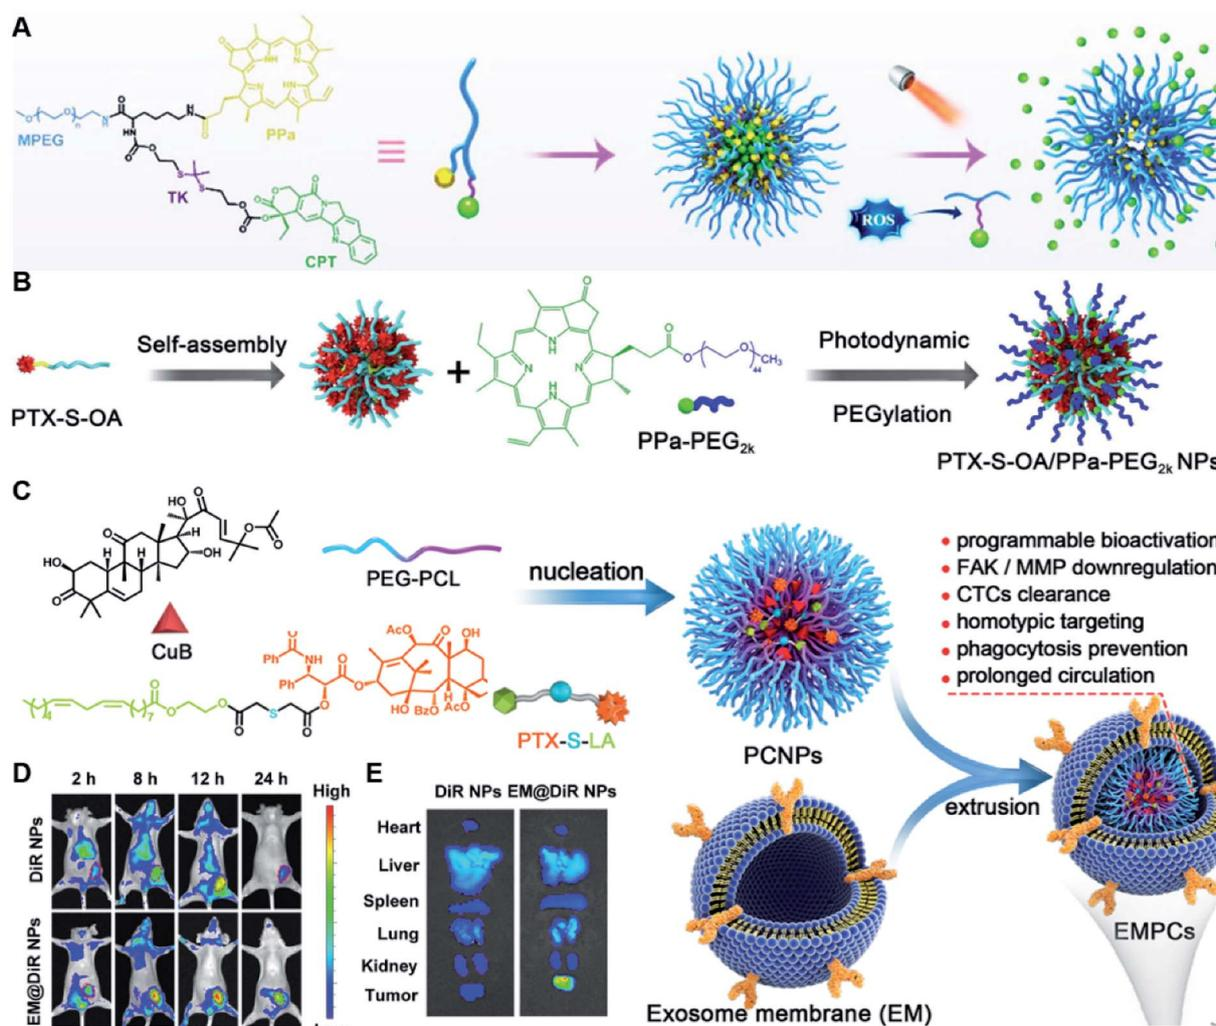 A
MPEG
PPa
TK
CPT
ROS
B
PTX-S-OA
Self-assembly
+
PPa-PEG2k
Photodynamic
PEGylation
PTX-S-OA/PPa-PEG2k NPs
C
CuB
PEG-PCL
PTX-S-LA
nucleation
PCNPs
• programmable bioactivation
• FAK / MMP downregulation
• CTCs clearance
• homotypic targeting
• phagocytosis prevention
• prolonged circulation
extrusion
Exosome membrane (EM)
EMPCs
D
2 h 8 h 12 h 24 h
High
DiR NPs
EM@DiR NPs
E
DiR NPs EM@DiR NPs
Heart
Liver
Spleen
Lung
Kidney
Tumor